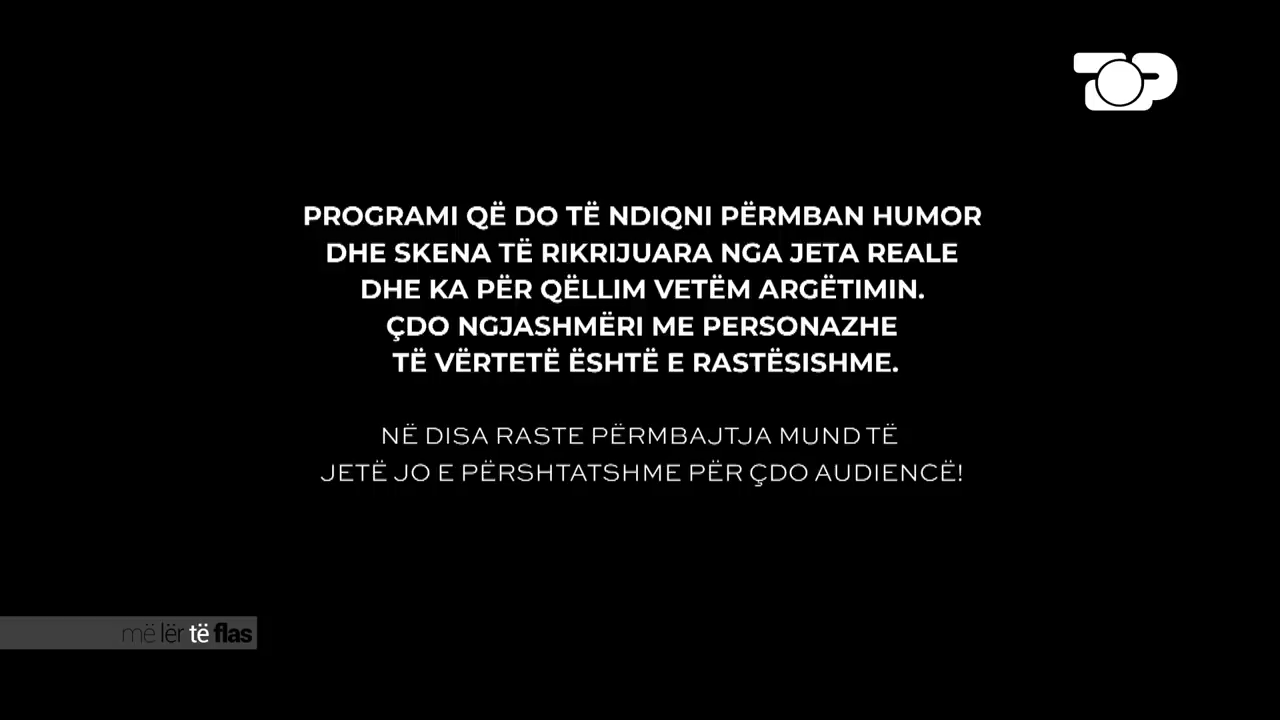 TOP
PROGRAMI QË DO TË NDIQNI PËRMBAN HUMOR
DHE SKENA TË RIKRIJUARA NGA JETA REALE
DHE KA PËR QËLLIM VETËM ARGËTIMIN.
ÇDO NGJASHMËRI ME PERSONAZHE
TË VËRTETË ËSHTË E RASTËSISHME.
NË DISA RASTE PËRMBAJTJA MUND TË
JETË JO E PËRSHTATSHME PËR ÇDO AUDIENCË!
më lër të flas